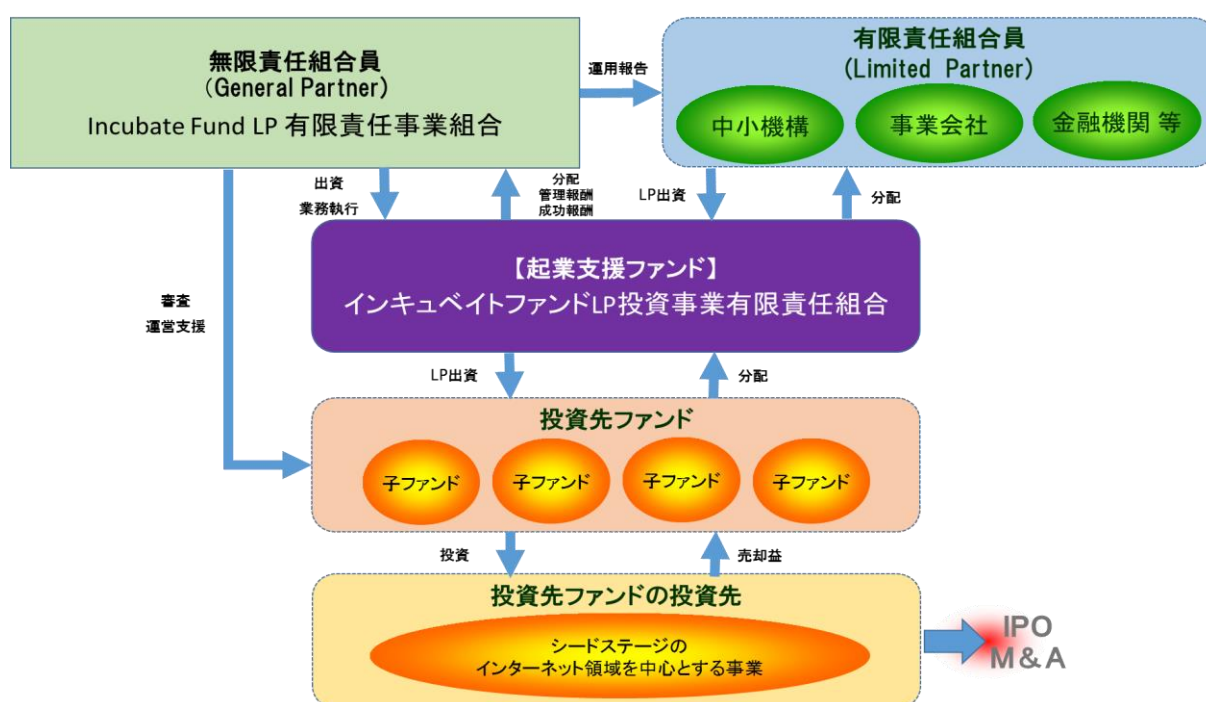 無限責任組合員
(General Partner)
Incubate Fund LP 有限責任事業組合
運用報告
有限責任組合員
(Limited Partner)
中小機構
事業会社
金融機関 等
出資
業務執行
分配
管理報酬
成功報酬
LP出資
分配
【起業支援ファンド】
インキュベイトファンドLP投資事業有限責任組合
審査
運営支援
LP出資
分配
投資先ファンド
子ファンド
子ファンド
子ファンド
子ファンド
投資
売却益
投資先ファンドの投資先
シードステージの
インターネット領域を中心とする事業
IPO
M&A